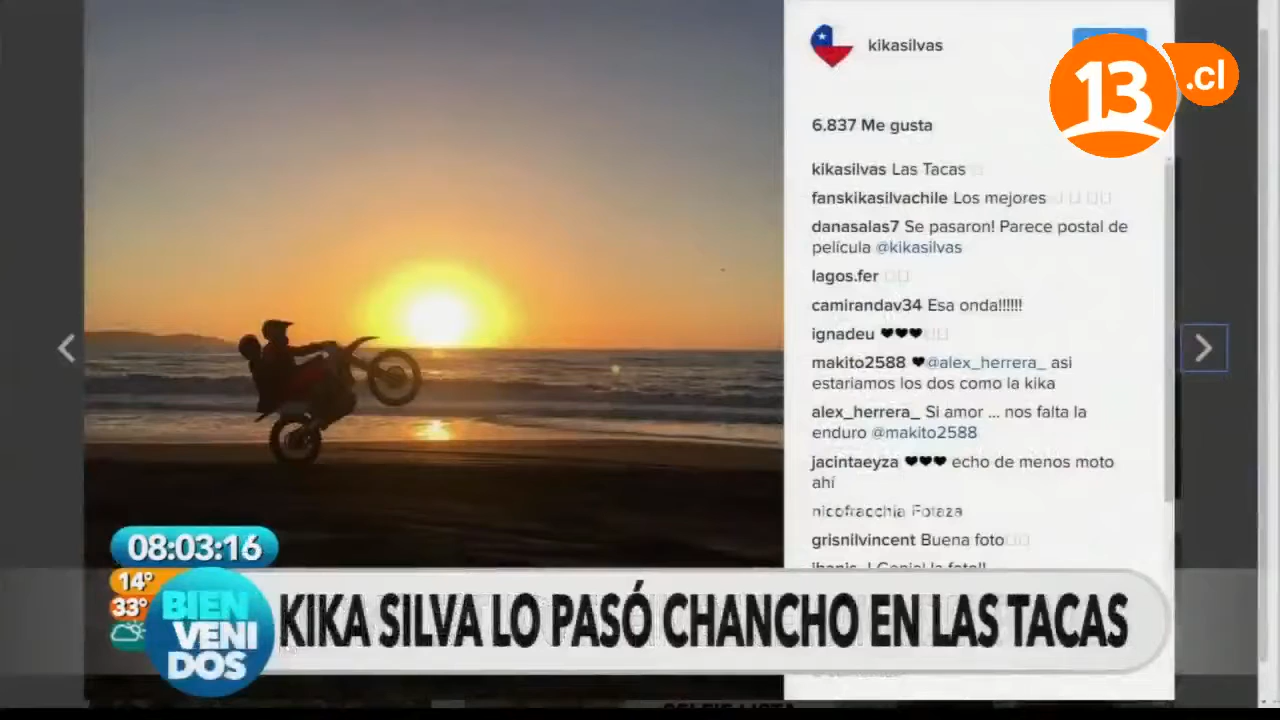 kikasilvas
13.cl
6.837 Me gusta
kikasilvas Las Tacas
fanskikasilvachile Los mejores
danasalas7 Se pasaron! Parece postal de
película @kikasilvas
lagos.fer
camirandav34 Esa onda!!!!!!
ignadeu ♥♥♥
makito2588 ♥@alex_herrera_ asi
estariamos los dos como la kika
alex_herrera_ Si amor ... nos falta la
enduro @makito2588
jacintaeyza ♥♥♥ echo de menos moto
ahí
nicofracchia Fotaza
grisnilvincent Buena foto
08:03:16
14°
33°
BIEN
VENI
DOS
KIKA SILVA LO PASÓ CHANCHO EN LAS TACAS